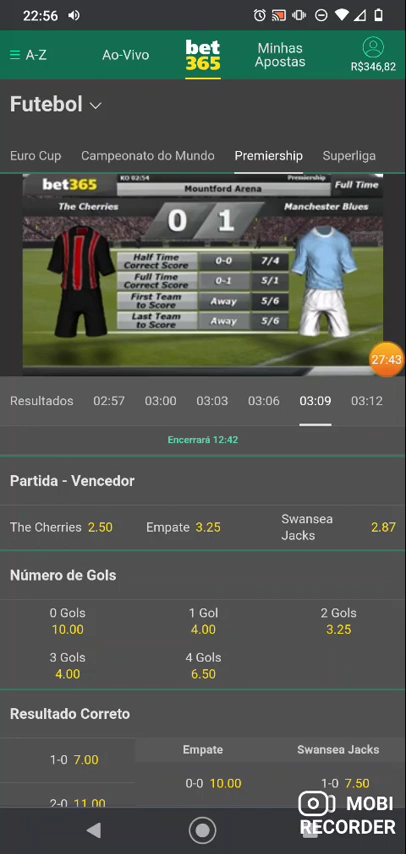 22:56
A-Z
Ao-Vivo
bet365
Minhas Apostas
R$346,82
Futebol
Euro Cup
Campeonato do Mundo
Premiership
Superliga
bet365
KO 02:54
Premiership
Full Time
Mountford Arena
The Cherries
0
1
Manchester Blues
Half Time Correct Score 0-0 7/4
Full Time Correct Score 0-1 5/1
First Team to Score Away 5/6
Last Team to Score Away 5/6
27:43
Resultados 02:57 03:00 03:03 03:06 03:09 03:12
Encerrará 12:42
Partida - Vencedor
The Cherries 2.50 Empate 3.25 Swansea Jacks 2.87
Número de Gols
0 Gols 1 Gol 2 Gols
10.00 4.00 3.25
3 Gols 4 Gols
4.00 6.50
Resultado Correto
Empate Swansea Jacks
1-0 7.00
0-0 10.00 1-0 7.50
2-0 11.00
MOBI
RECORDER